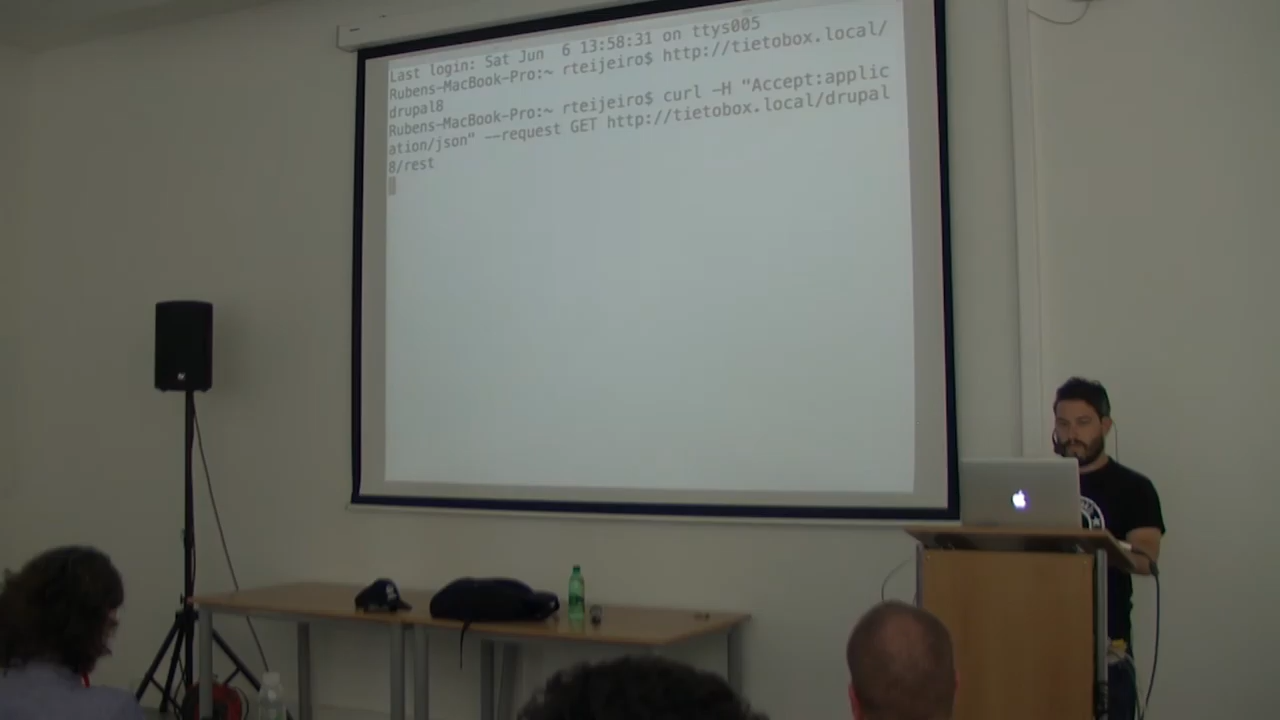 Last login: Sat Jun  6 13:58:31 on ttys005
Rubens-MacBook-Pro:~ rteijeiro$ http://tietobox.local/
drupal8
Rubens-MacBook-Pro:~ rteijeiro$ curl -H "Accept:applic
ation/json" --request GET http://tietobox.local/drupal
8/rest